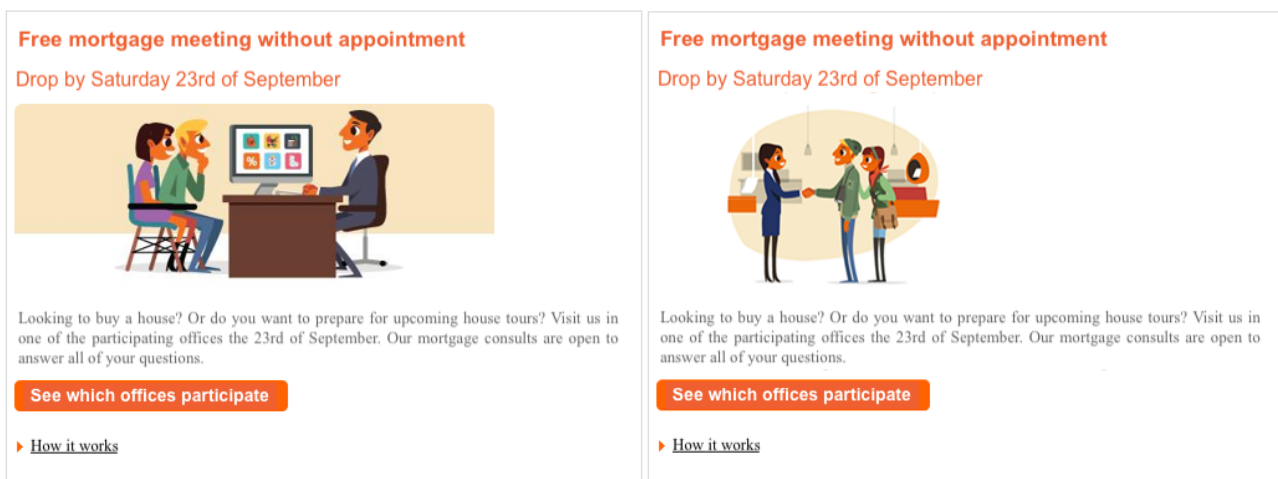 Free mortgage meeting without appointment
Drop by Saturday 23rd of September
%
Looking to buy a house? Or do you want to prepare for upcoming house tours? Visit us in
one of the participating offices the 23rd of September. Our mortgage consults are open to
answer all of your questions.
See which offices participate
How it works
Free mortgage meeting without appointment
Drop by Saturday 23rd of September
Looking to buy a house? Or do you want to prepare for upcoming house tours? Visit us in
one of the participating offices the 23rd of September. Our mortgage consults are open to
answer all of your questions.
See which offices participate
How it works